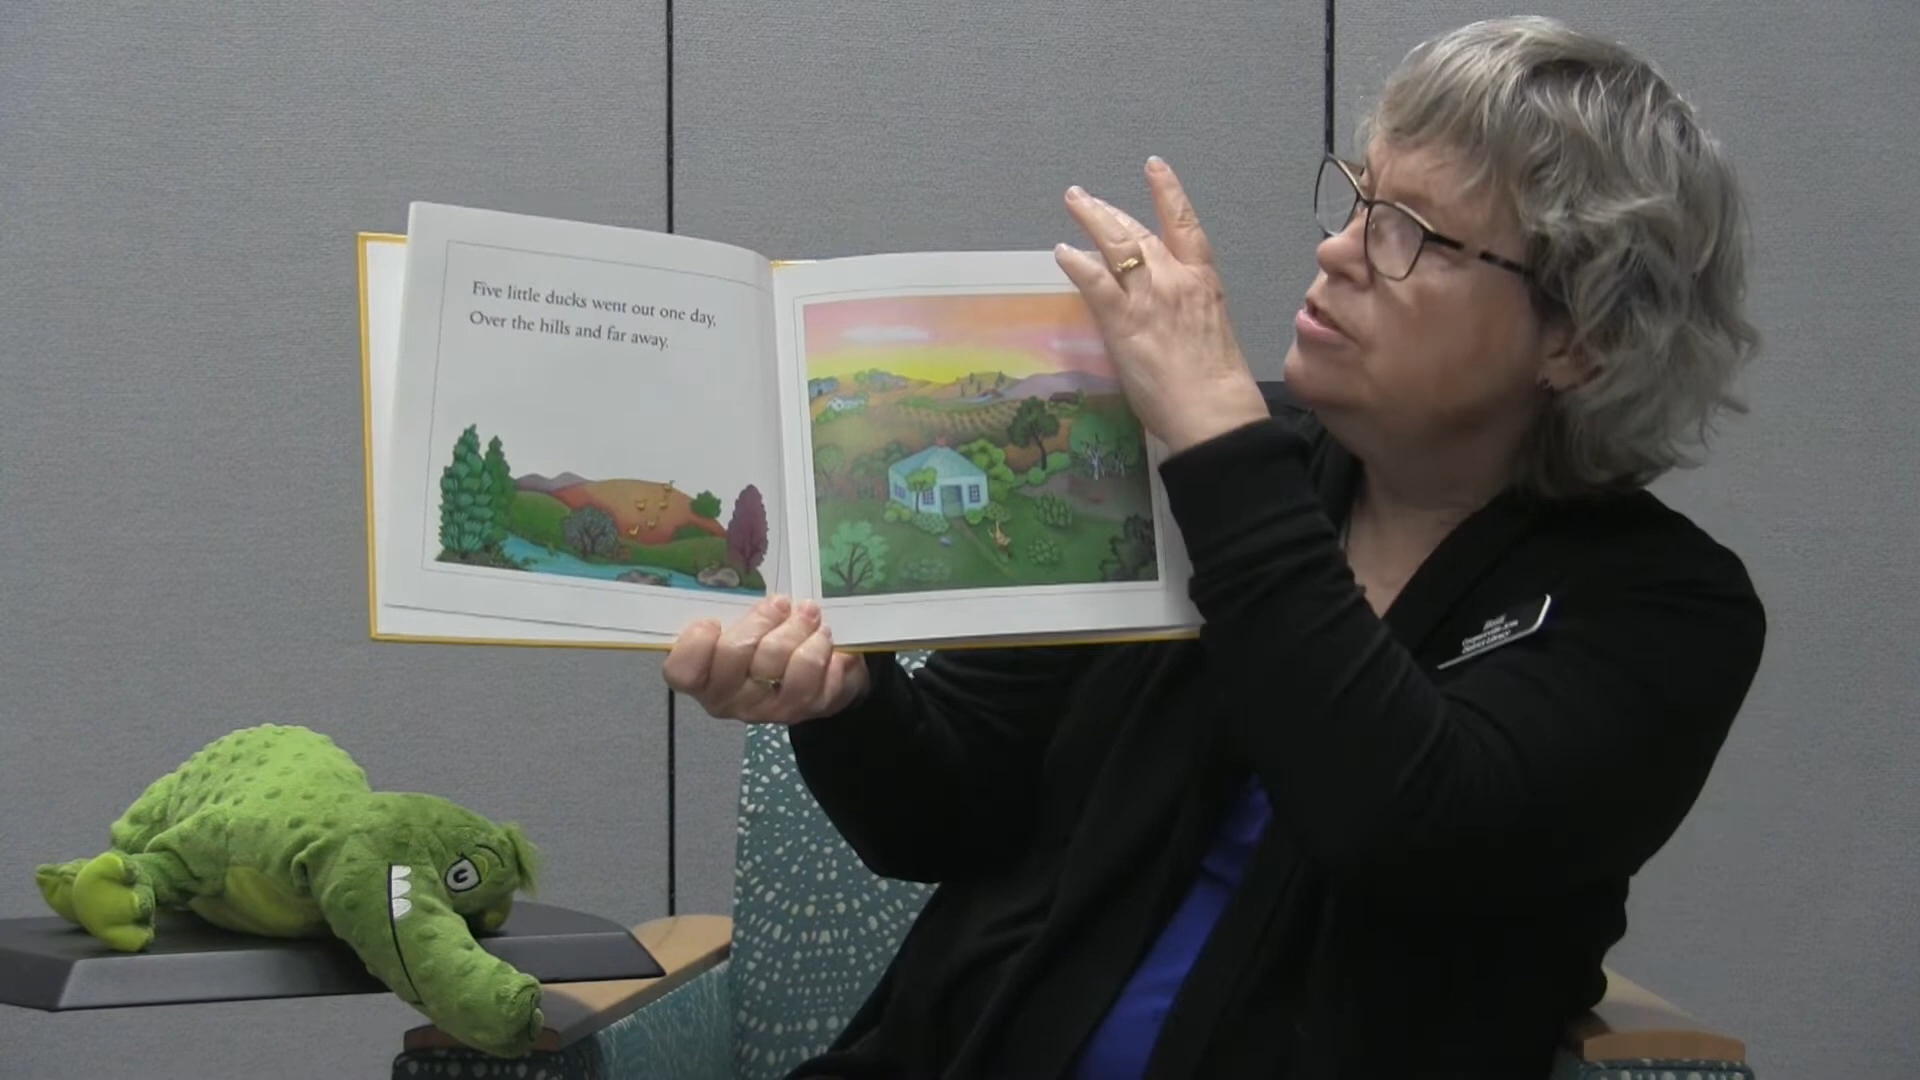 Five little ducks went out one day,
Over the hills and far away.